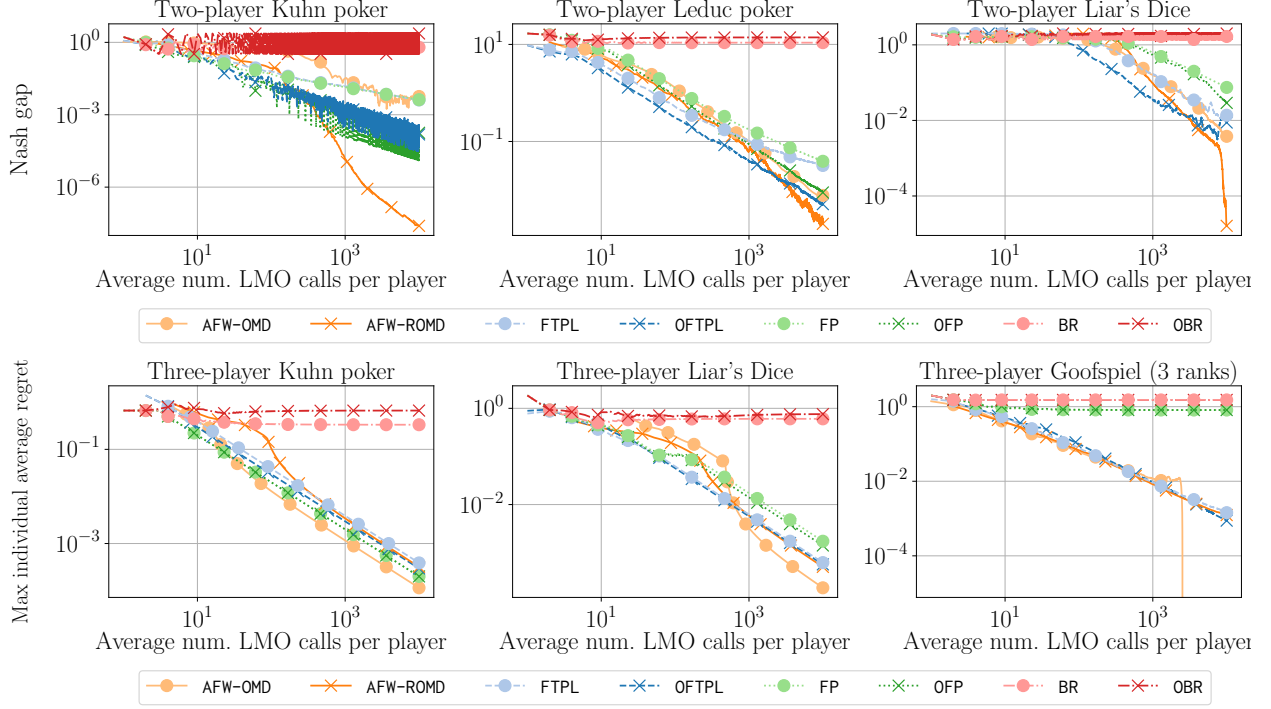 Two-player Kuhn poker
Two-player Leduc poker
Two-player Liar's Dice
Nash gap
10^0
10^-3
10^-6
10^1
10^3
10^1
10^-1
10^1
10^3
10^0
10^-2
10^-4
10^1
10^3
Average num. LMO calls per player
Average num. LMO calls per player
Average num. LMO calls per player
AFW-OMD AFW-ROMD FTPL OFTPL FP OFP BR OBR
Three-player Kuhn poker
Three-player Liar's Dice
Three-player Goofspiel (3 ranks)
Max individual average regret
10^-1
10^-3
10^1
10^3
10^0
10^-2
10^1
10^3
10^0
10^-2
10^-4
10^1
10^3
Average num. LMO calls per player
Average num. LMO calls per player
Average num. LMO calls per player
AFW-OMD AFW-ROMD FTPL OFTPL FP OFP BR OBR